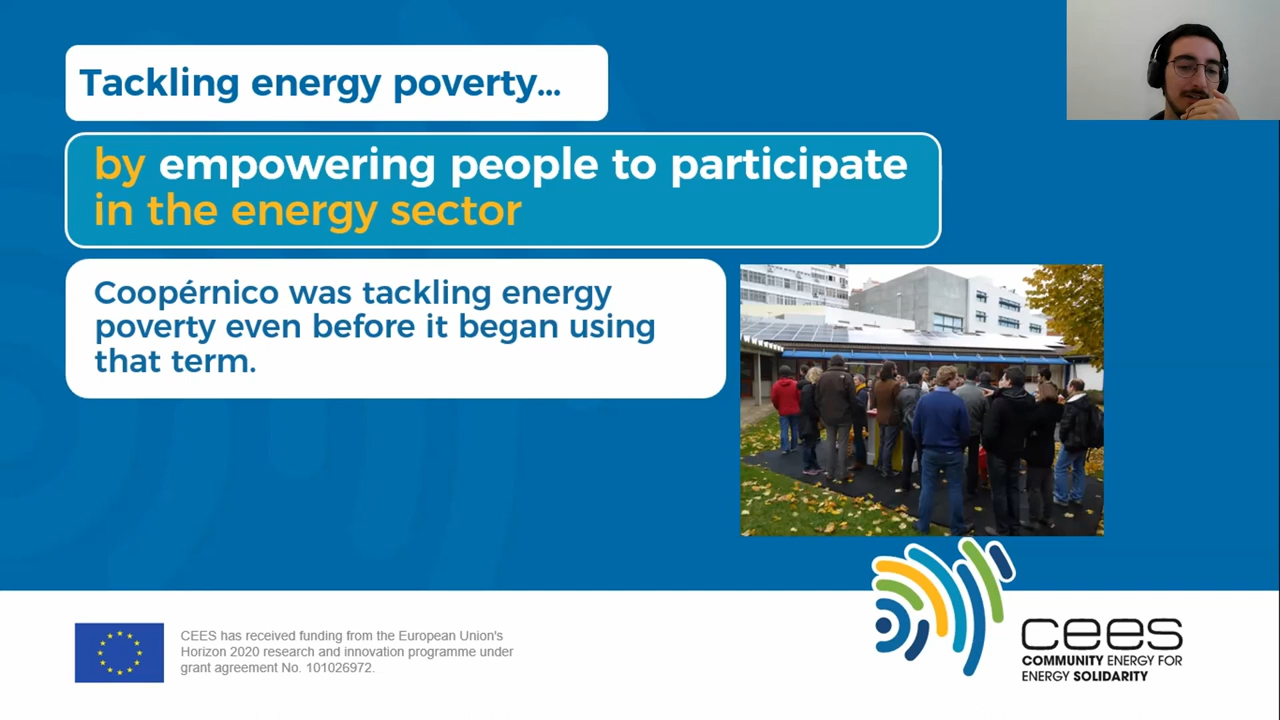 Tackling energy poverty...
by empowering people to participate
in the energy sector
Coopérnico was tackling energy
poverty even before it began using
that term.
CEES has received funding from the European Union's
Horizon 2020 research and innovation programme under
grant agreement No. 101026972.
cees
COMMUNITY ENERGY FOR
ENERGY SOLIDARITY